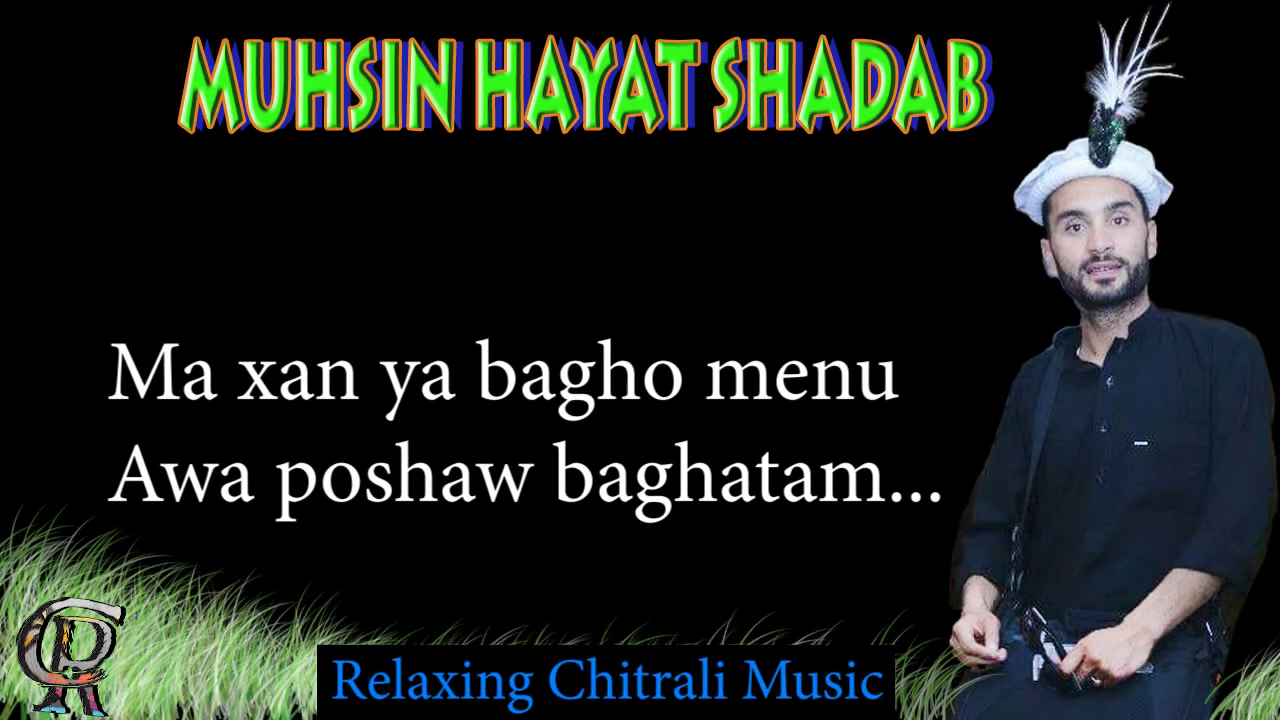 MUHSIN HAYAT SHADAB
Ma xan ya bagho menu
Awa poshaw baghatam...
Relaxing Chitrali Music